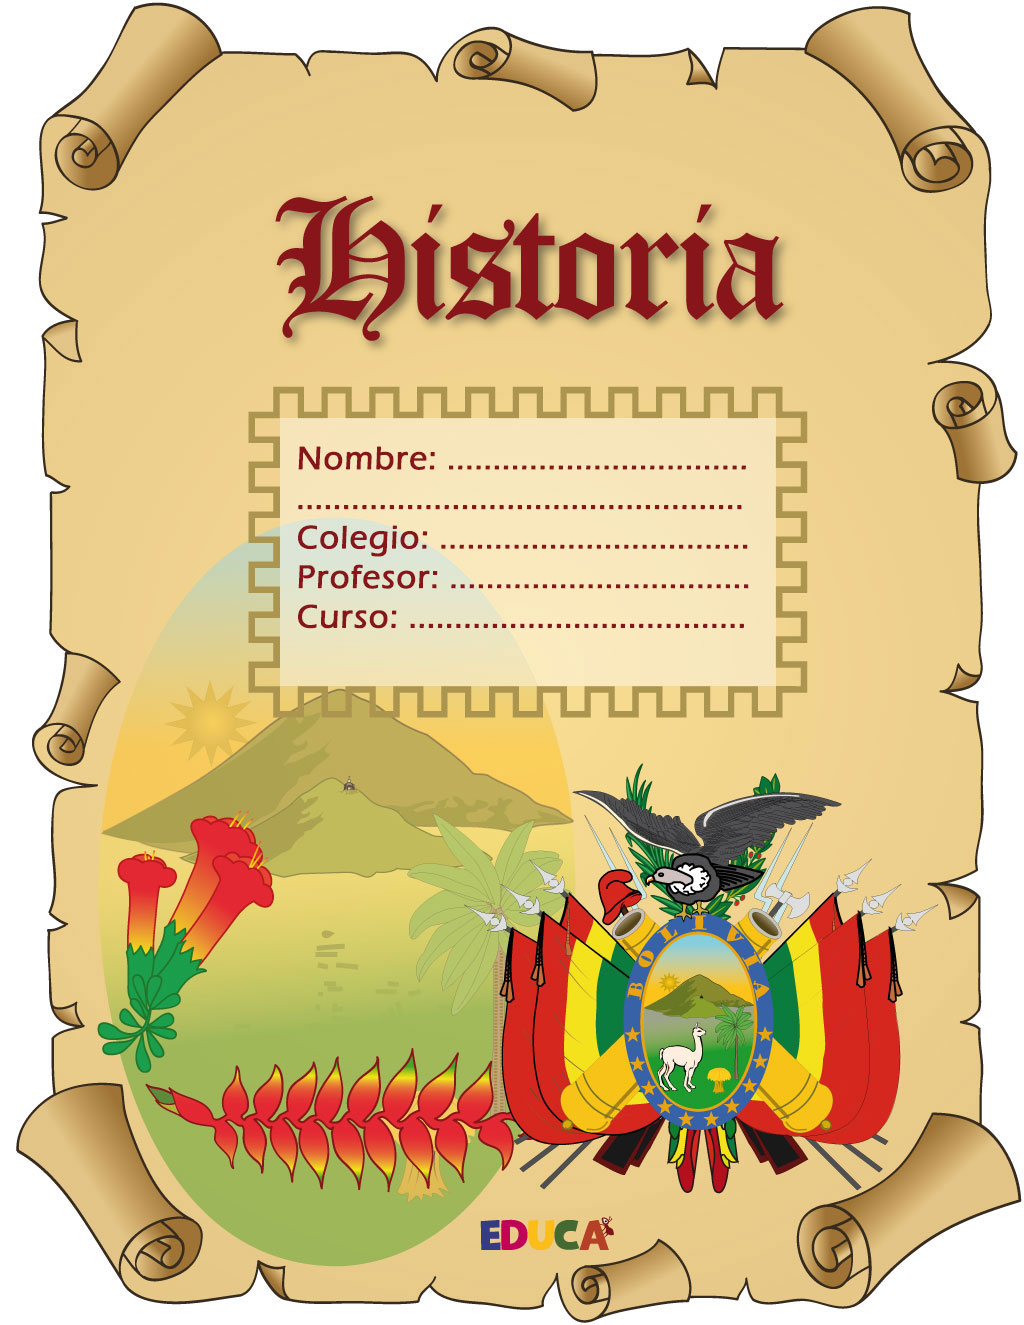 Historia
Nombre: .................................
.................................................
Colegio: ..................................
Profesor: .................................
Curso: .....................................
BOLIVIA
EDUCA